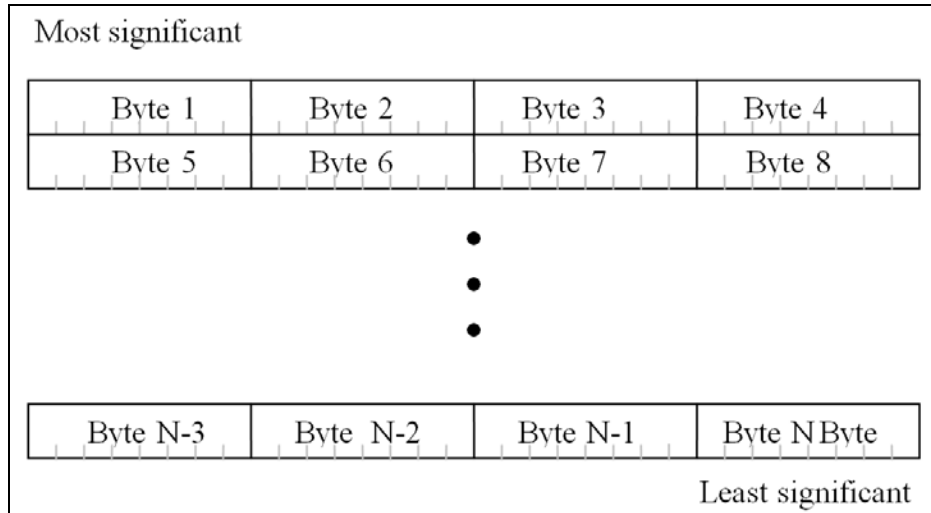 Most significant
Byte 1 Byte 2 Byte 3 Byte 4
Byte 5 Byte 6 Byte 7 Byte 8
Byte N-3 Byte N-2 Byte N-1 Byte N Byte
Least significant